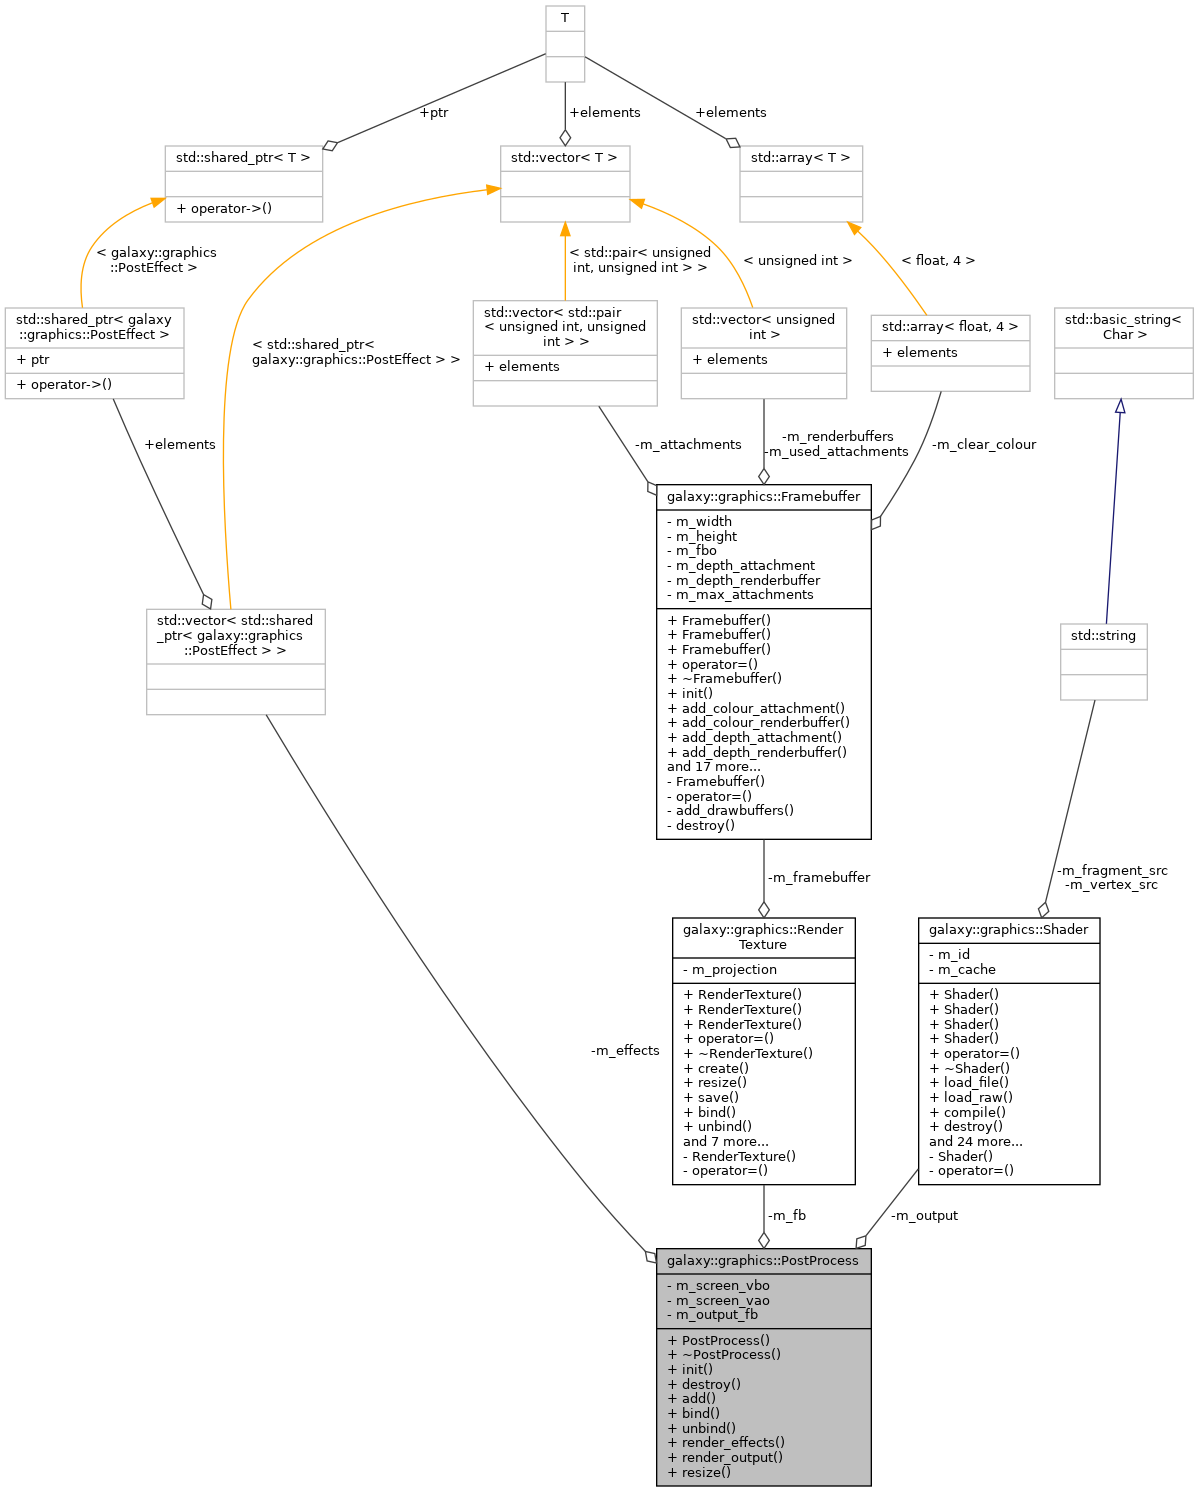 T
+ptr
+elements
+elements
std::shared_ptr< T >
+ operator->()
std::vector< T >
std::array< T >
< galaxy::graphics
::PostEffect >
< std::pair< unsigned
int, unsigned int > >
< unsigned int >
< float, 4 >
std::shared_ptr< galaxy
::graphics::PostEffect >
+ ptr
+ operator->()
< std::shared_ptr<
galaxy::graphics::PostEffect > >
std::vector< std::pair
< unsigned int, unsigned
int > >
+ elements
std::vector< unsigned
int >
+ elements
std::array< float, 4 >
+ elements
std::basic_string<
Char >
+elements
-m_attachments
-m_renderbuffers
-m_used_attachments
-m_clear_colour
galaxy::graphics::Framebuffer
- m_width
- m_height
- m_fbo
- m_depth_attachment
- m_depth_renderbuffer
- m_max_attachments
+ Framebuffer()
+ Framebuffer()
+ Framebuffer()
+ operator=()
+ ~Framebuffer()
+ init()
+ add_colour_attachment()
+ add_colour_renderbuffer()
+ add_depth_attachment()
+ add_depth_renderbuffer()
and 17 more...
- Framebuffer()
- operator=()
- add_drawbuffers()
- destroy()
std::vector< std::shared
_ptr< galaxy::graphics
::PostEffect > >
std::string
-m_framebuffer
-m_fragment_src
-m_vertex_src
galaxy::graphics::Render
Texture
- m_projection
+ RenderTexture()
+ RenderTexture()
+ RenderTexture()
+ operator=()
+ ~RenderTexture()
+ create()
+ resize()
+ save()
+ bind()
+ unbind()
and 7 more...
- RenderTexture()
- operator=()
galaxy::graphics::Shader
- m_id
- m_cache
+ Shader()
+ Shader()
+ Shader()
+ Shader()
+ operator=()
+ ~Shader()
+ load_file()
+ load_raw()
+ compile()
+ destroy()
and 24 more...
- Shader()
- operator=()
-m_effects
-m_fb
-m_output
galaxy::graphics::PostProcess
- m_screen_vbo
- m_screen_vao
- m_output_fb
+ PostProcess()
+ ~PostProcess()
+ init()
+ destroy()
+ add()
+ bind()
+ unbind()
+ render_effects()
+ render_output()
+ resize()